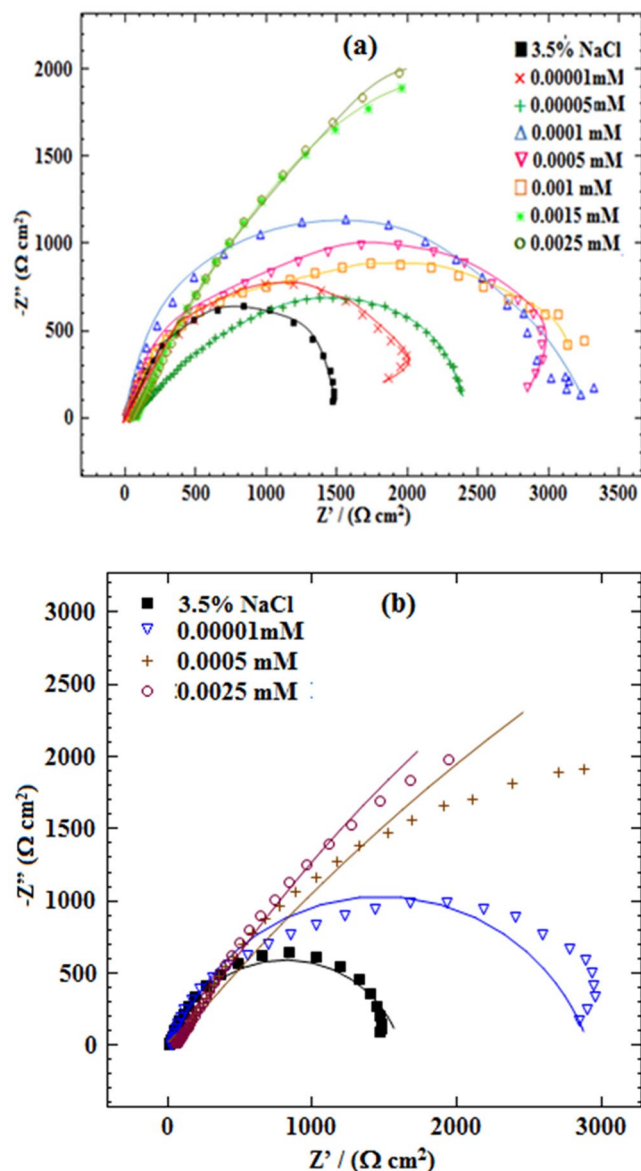 (a)
3.5% NaCl
0.00001mM
0.00005mM
0.0001 mM
0.0005 mM
0.001 mM
0.0015 mM
0.0025 mM
2000
1500
1000
500
0
-Z” (Ω cm²)
0 500 1000 1500 2000 2500 3000 3500
Z’ / (Ω cm²)
(b)
3.5% NaCl
0.00001mM
0.0005 mM
0.0025 mM
3000
2500
2000
1500
1000
500
0
-Z” (Ω cm²)
0 1000 2000 3000
Z’ / (Ω cm²)